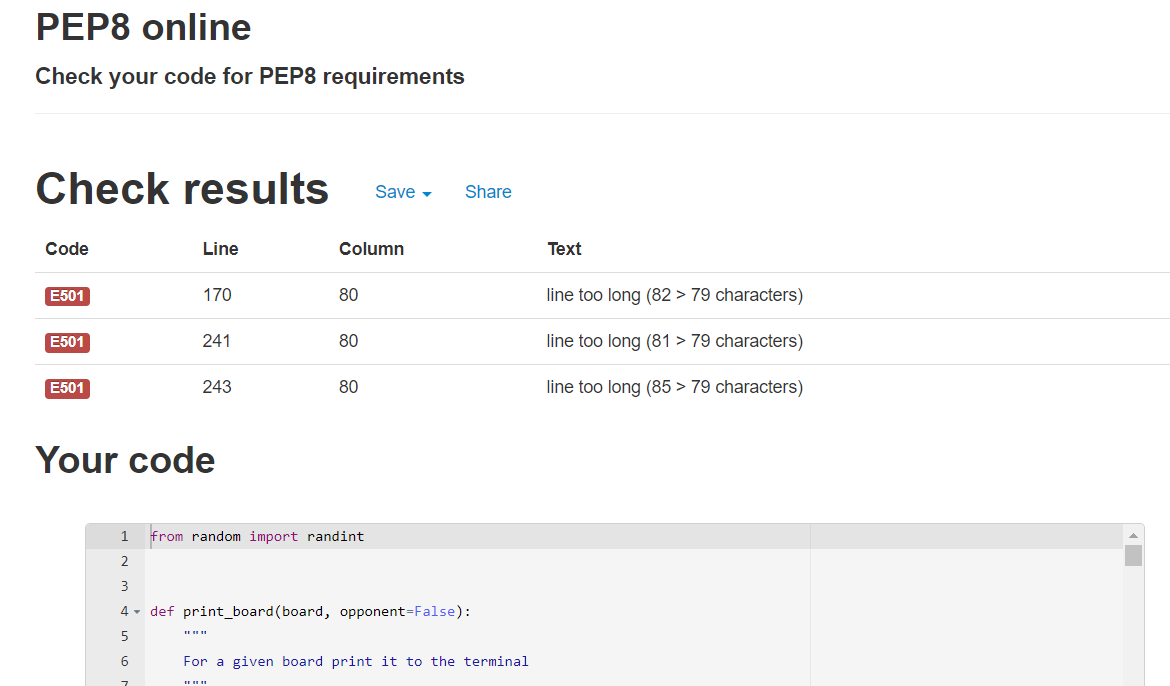 PEP8 online
Check your code for PEP8 requirements
Check results Save Share
Code Line Column Text
E501 170 80 line too long (82 > 79 characters)
E501 241 80 line too long (81 > 79 characters)
E501 243 80 line too long (85 > 79 characters)
Your code
1 from random import randint
2
3
4 def print_board(board, opponent=False):
5 """
6 For a given board print it to the terminal
7 """